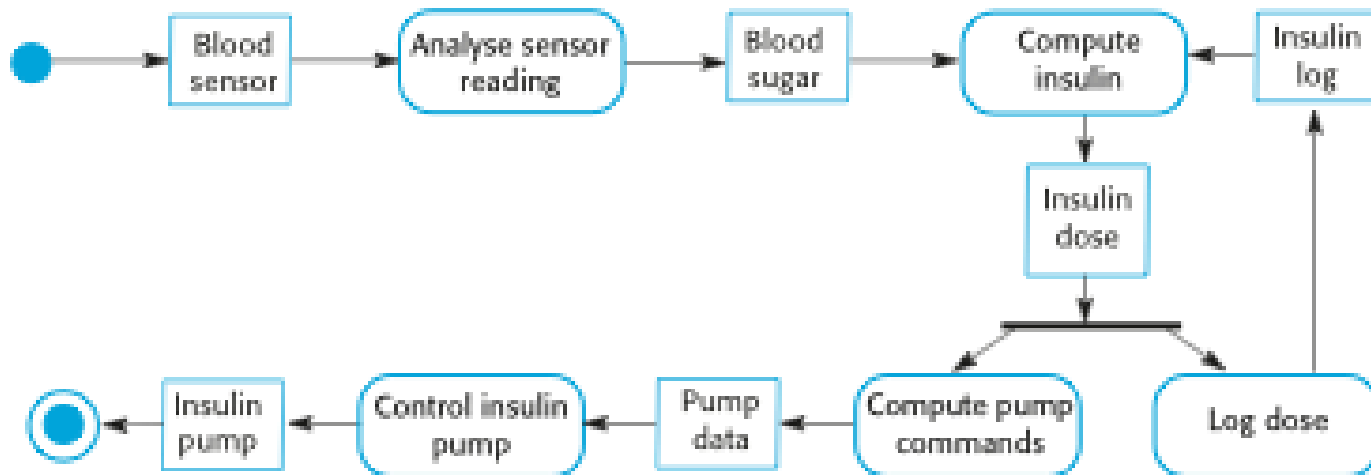 Blood
sensor
Analyse sensor
reading
Blood
sugar
Compute
insulin
Insulin
log
Insulin
dose
Insulin
pump
Control insulin
pump
Pump
data
Compute pump
commands
Log dose